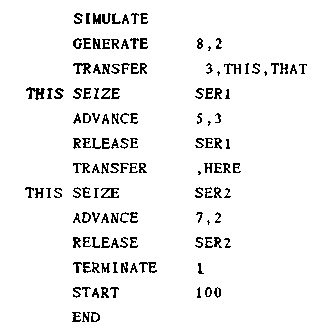 SIMULATE
GENERATE 8,2
TRANSFER 3,THIS,THAT
THIS SEIZE SER1
ADVANCE 5,3
RELEASE SER1
TRANSFER ,HERE
THIS SEIZE SER2
ADVANCE 7,2
RELEASE SER2
TERMINATE 1
START 100
END